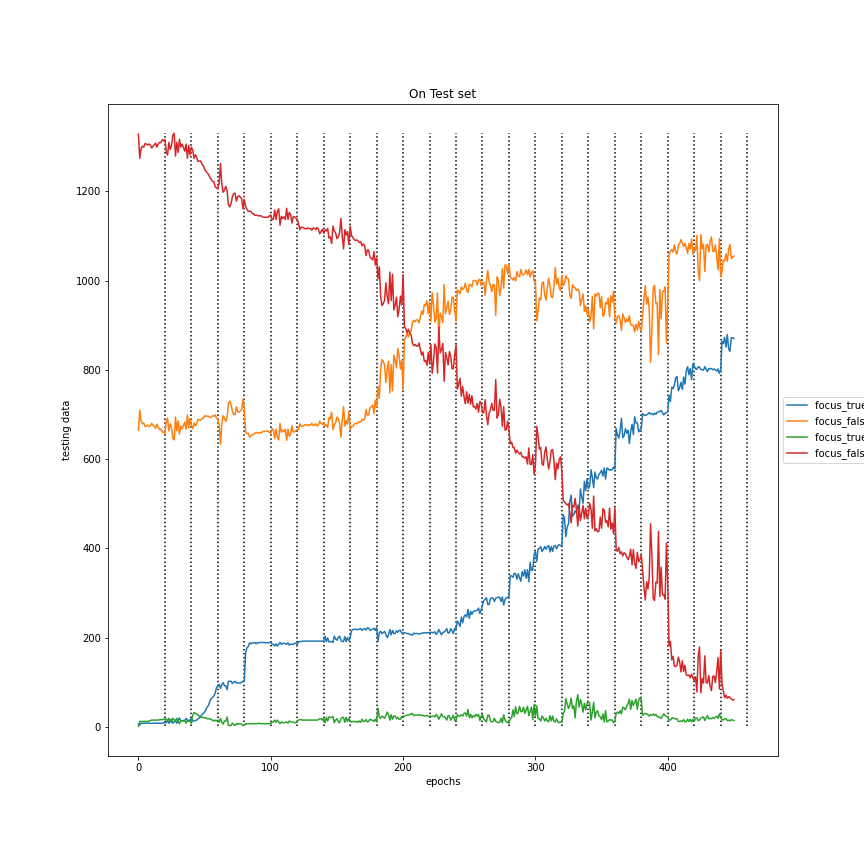 On Test set
1200
1000
800
600
400
200
0
testing data
0
100
200
300
400
epochs
focus_true
focus_fals
focus_true
focus_fals